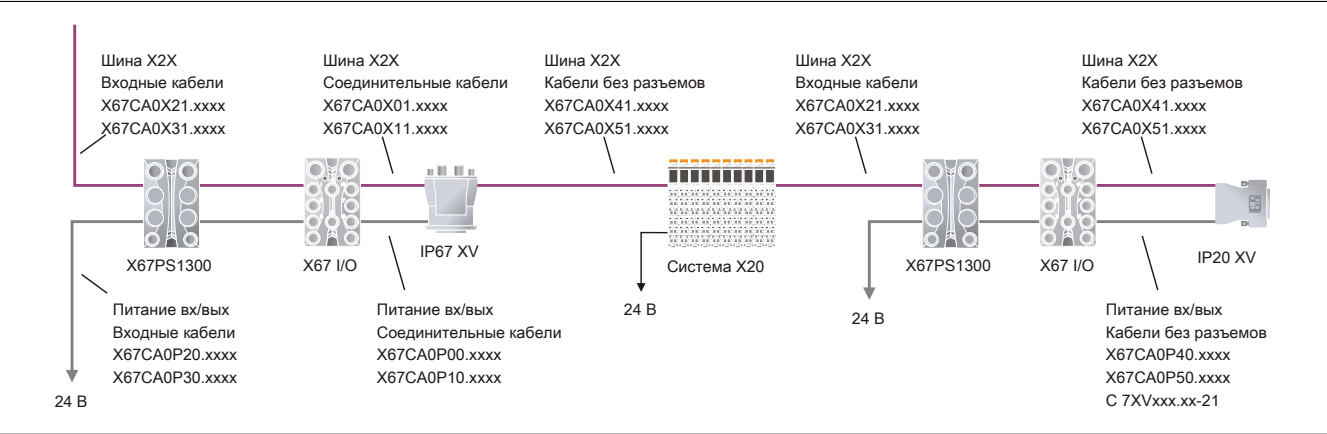 Шина X2X
Входные кабели
X67CA0X21.xxxx
X67CA0X31.xxxx
Шина X2X
Соединительные кабели
X67CA0X01.xxxx
X67CA0X11.xxxx
Шина X2X
Кабели без разъемов
X67CA0X41.xxxx
X67CA0X51.xxxx
Шина X2X
Входные кабели
X67CA0X21.xxxx
X67CA0X31.xxxx
Шина X2X
Кабели без разъемов
X67CA0X41.xxxx
X67CA0X51.xxxx
X67PS1300
X67 I/O
IP67 XV
Система X20
X67PS1300
X67 I/O
IP20 XV
24 В
24 В
Питание вх/вых
Входные кабели
X67CA0P20.xxxx
X67CA0P30.xxxx
24 В
Питание вх/вых
Соединительные кабели
X67CA0P00.xxxx
X67CA0P10.xxxx
Питание вх/вых
Кабели без разъемов
X67CA0P40.xxxx
X67CA0P50.xxxx
С 7XVxxx.xx-21